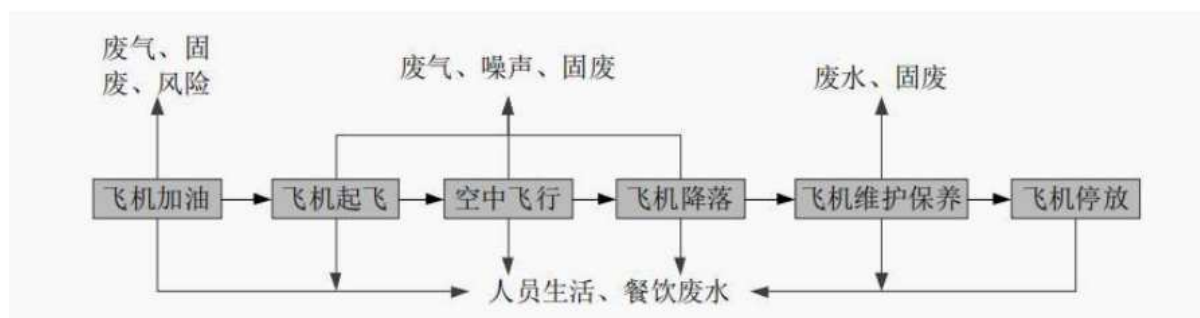 废气、固
废、风险
废气、噪声、固废
废水、固废
飞机加油
飞机起飞
空中飞行
飞机降落
飞机维护保养
飞机停放
人员生活、餐饮废水